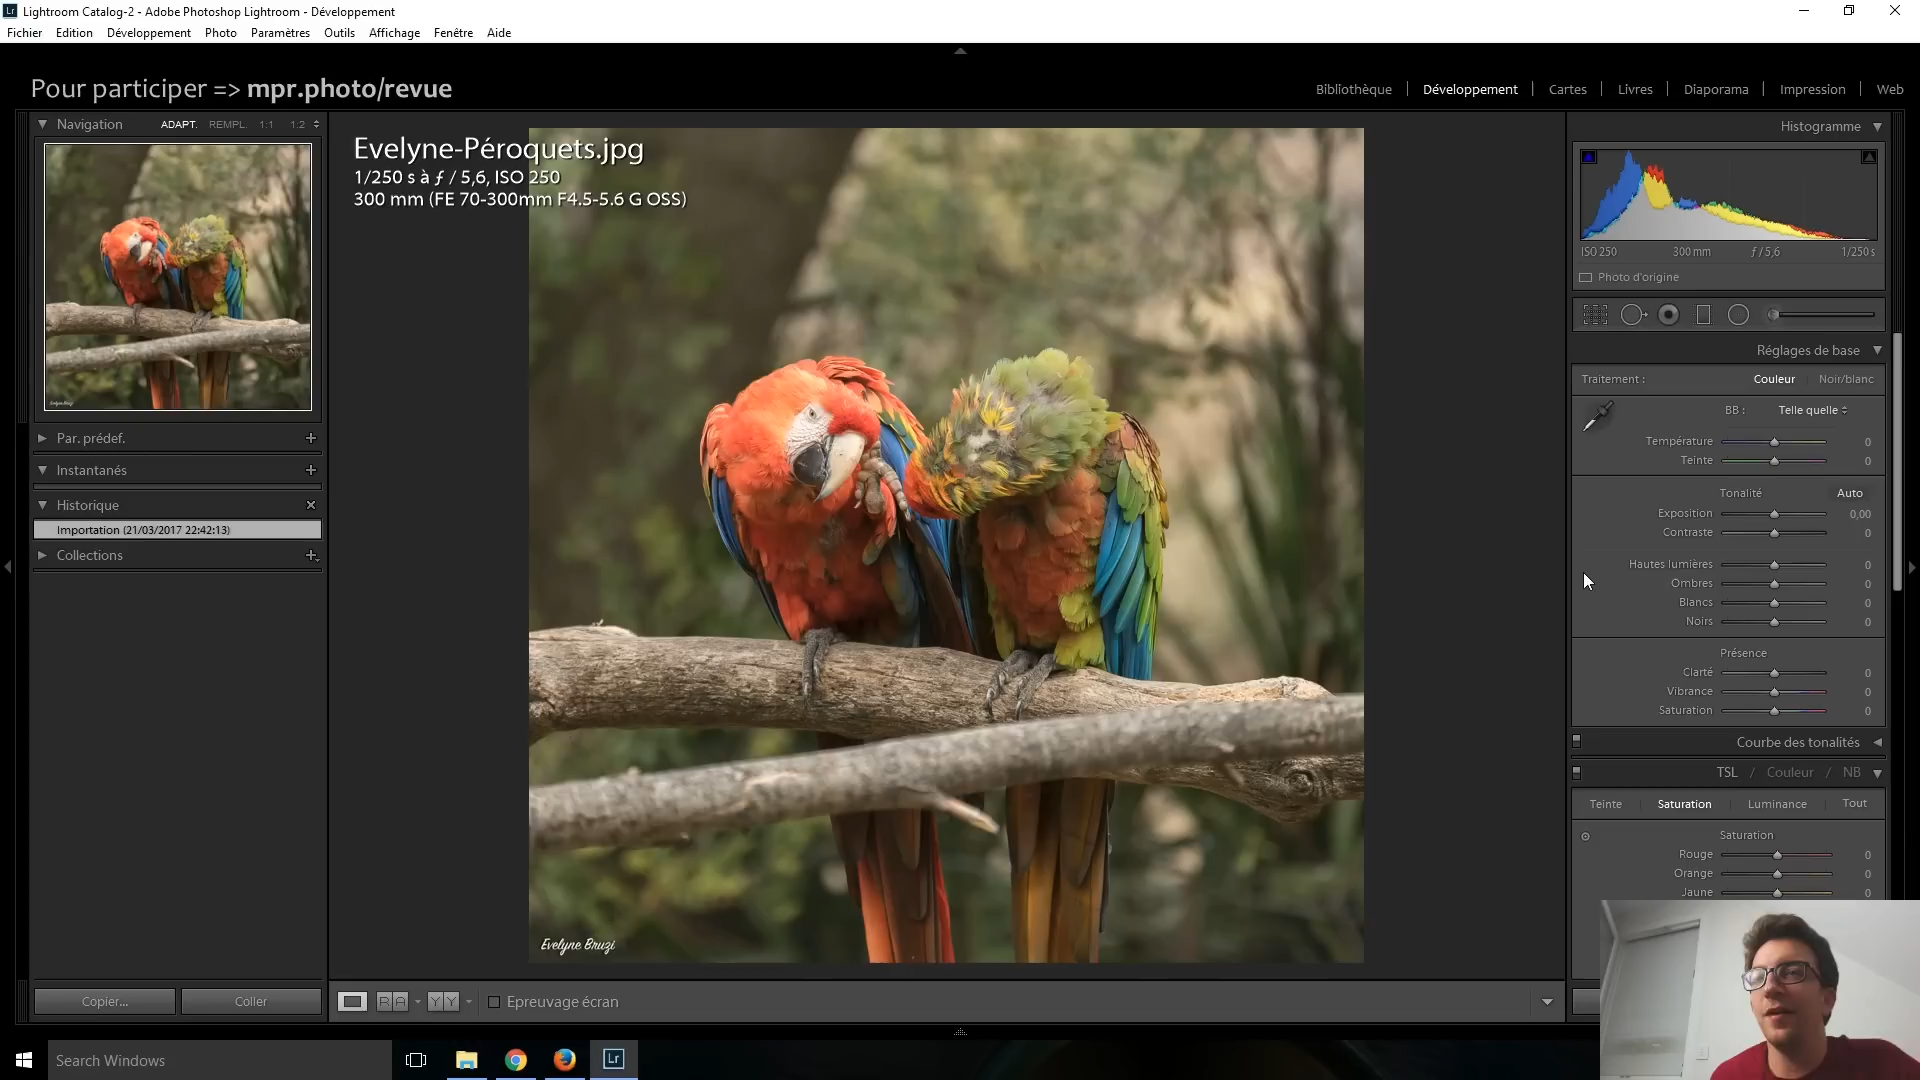 Lightroom Catalog-2 - Adobe Photoshop Lightroom - Développement
Fichier Edition Développement Photo Paramètres Outils Affichage Fenêtre Aide
Pour participer => mpr.photo/revue
Bibliothèque | Développement | Cartes | Livres | Diaporama | Impression | Web
Navigation ADAPT. REMPL. 1:1 1:2
Par. prédef.
Instantanés
Historique
Importation (21/03/2017 22:42:13)
Collections
Copier...
Coller
Evelyne-Péroquets.jpg
1/250 s à ƒ / 5,6, ISO 250
300 mm (FE 70-300mm F4.5-5.6 G OSS)
Evelyne Bruzi
Epreuvage écran
Histogramme
ISO 250 300 mm ƒ / 5,6 1/250 s
Photo d'origine
Réglages de base
Traitement : Couleur Noir/blanc
BB : Telle quelle
Température 0
Teinte 0
Tonalité Auto
Exposition 0,00
Contraste 0
Hautes lumières 0
Ombres 0
Blancs 0
Noirs 0
Présence
Clarté 0
Vibrance 0
Saturation 0
Courbe des tonalités
TSL / Couleur / NB
Teinte Saturation Luminance Tout
Saturation
Rouge 0
Orange 0
Jaune 0
Search Windows
Lr